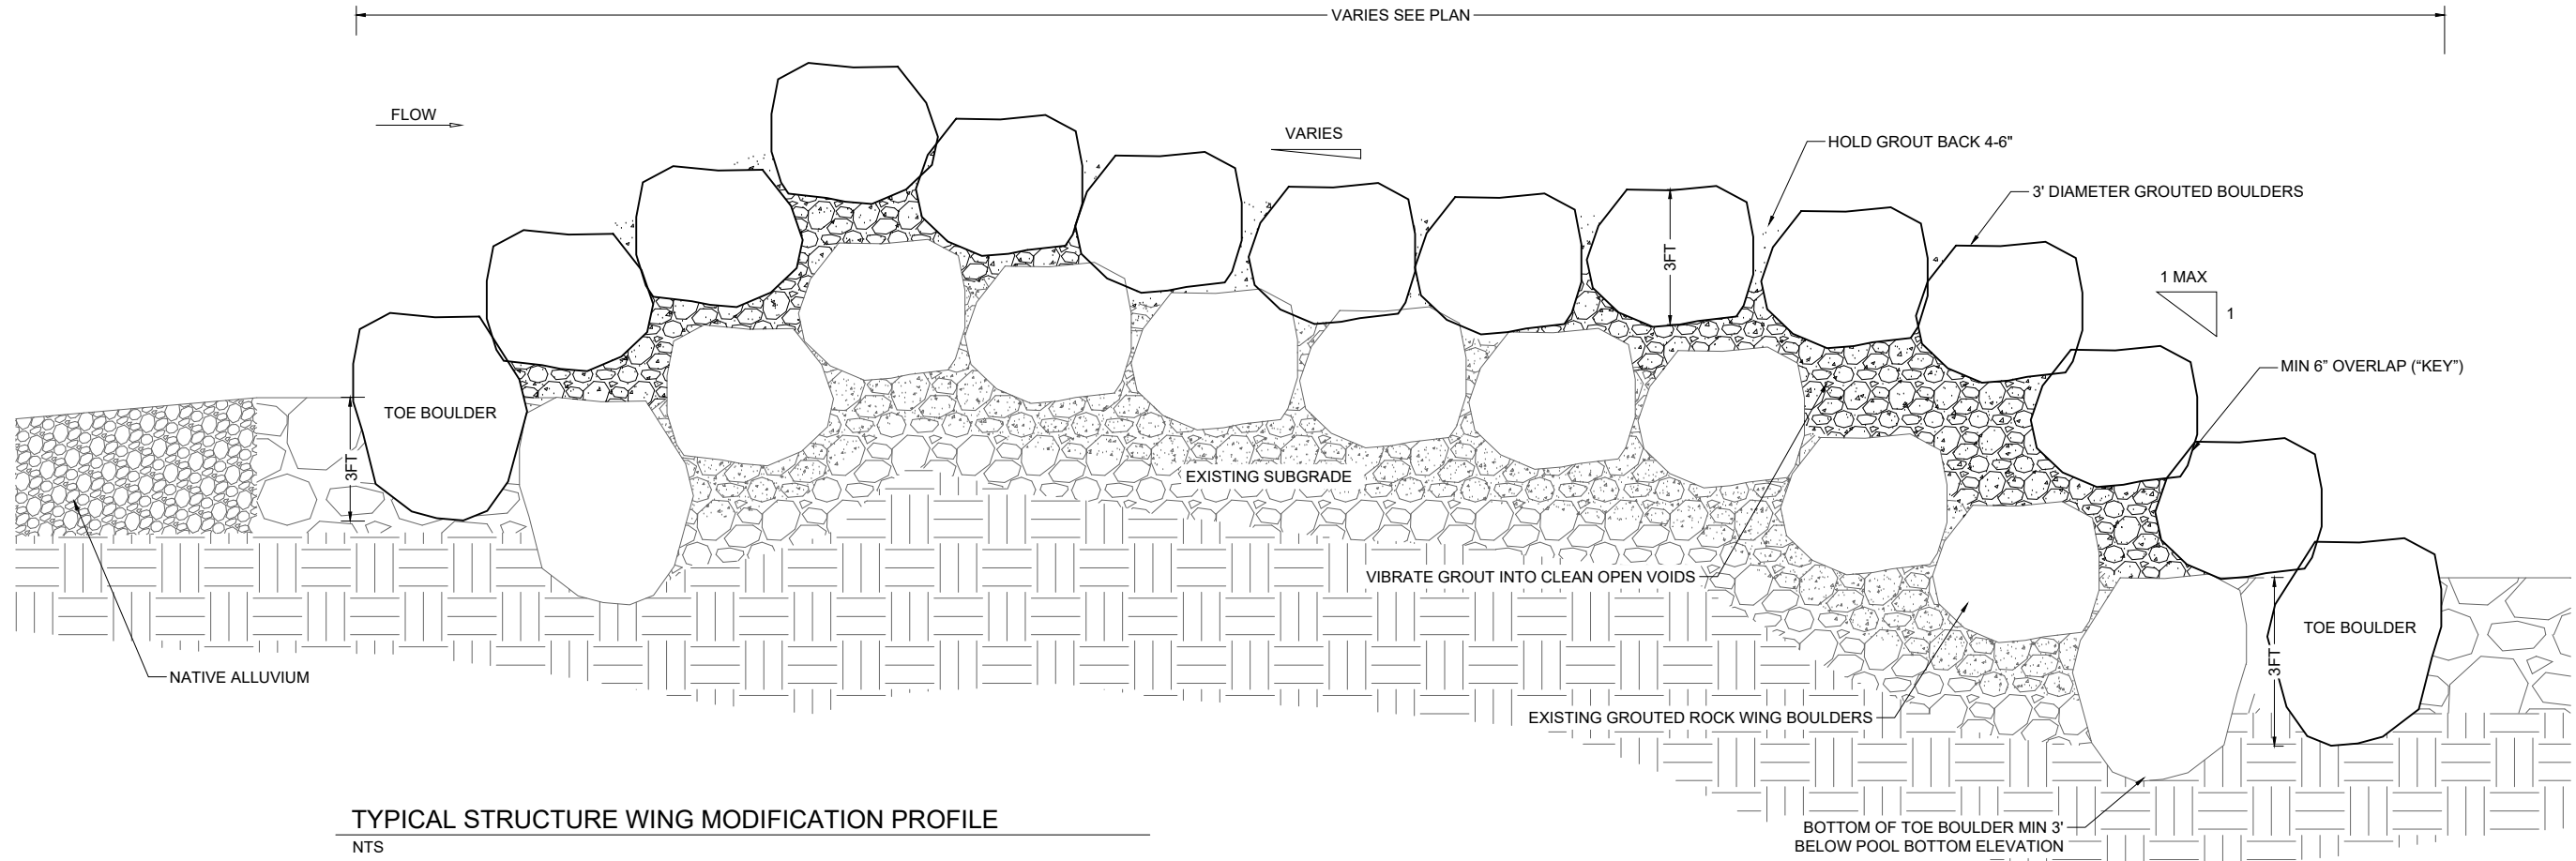 VARIES SEE PLAN
FLOW
VARIES
HOLD GROUT BACK 4-6"
3' DIAMETER GROUTED BOULDERS
3FT
1 MAX
1
MIN 6” OVERLAP (“KEY”)
TOE BOULDER
3FT
EXISTING SUBGRADE
VIBRATE GROUT INTO CLEAN OPEN VOIDS
TOE BOULDER
3FT
NATIVE ALLUVIUM
EXISTING GROUTED ROCK WING BOULDERS
TYPICAL STRUCTURE WING MODIFICATION PROFILE
NTS
BOTTOM OF TOE BOULDER MIN 3'
BELOW POOL BOTTOM ELEVATION